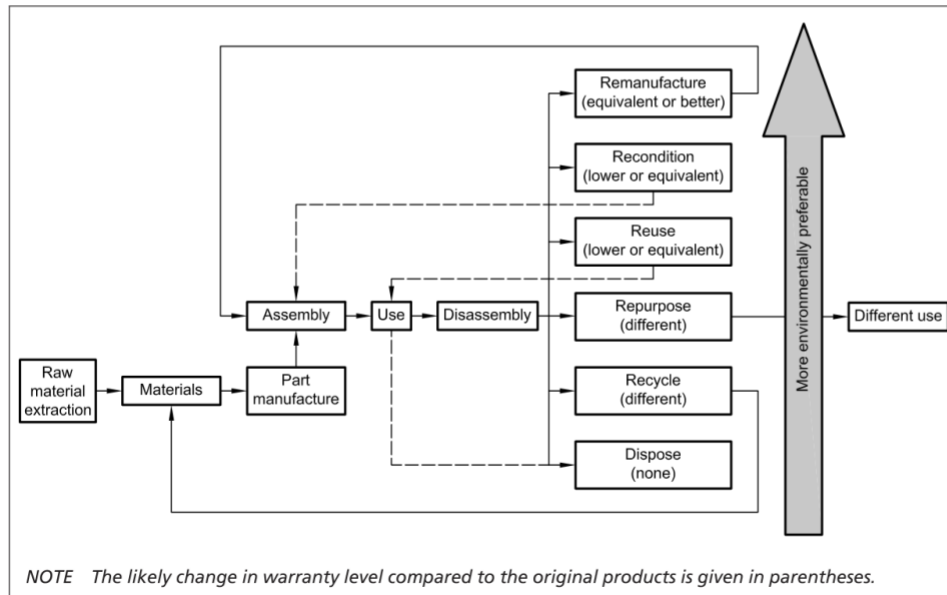 Remanufacture
(equivalent or better)
Recondition
(lower or equivalent)
Reuse
(lower or equivalent)
Assembly
Use
Disassembly
Repurpose
(different)
More environmentally preferable
Different use
Raw
material
extraction
Materials
Part
manufacture
Recycle
(different)
Dispose
(none)
NOTE The likely change in warranty level compared to the original products is given in parentheses.